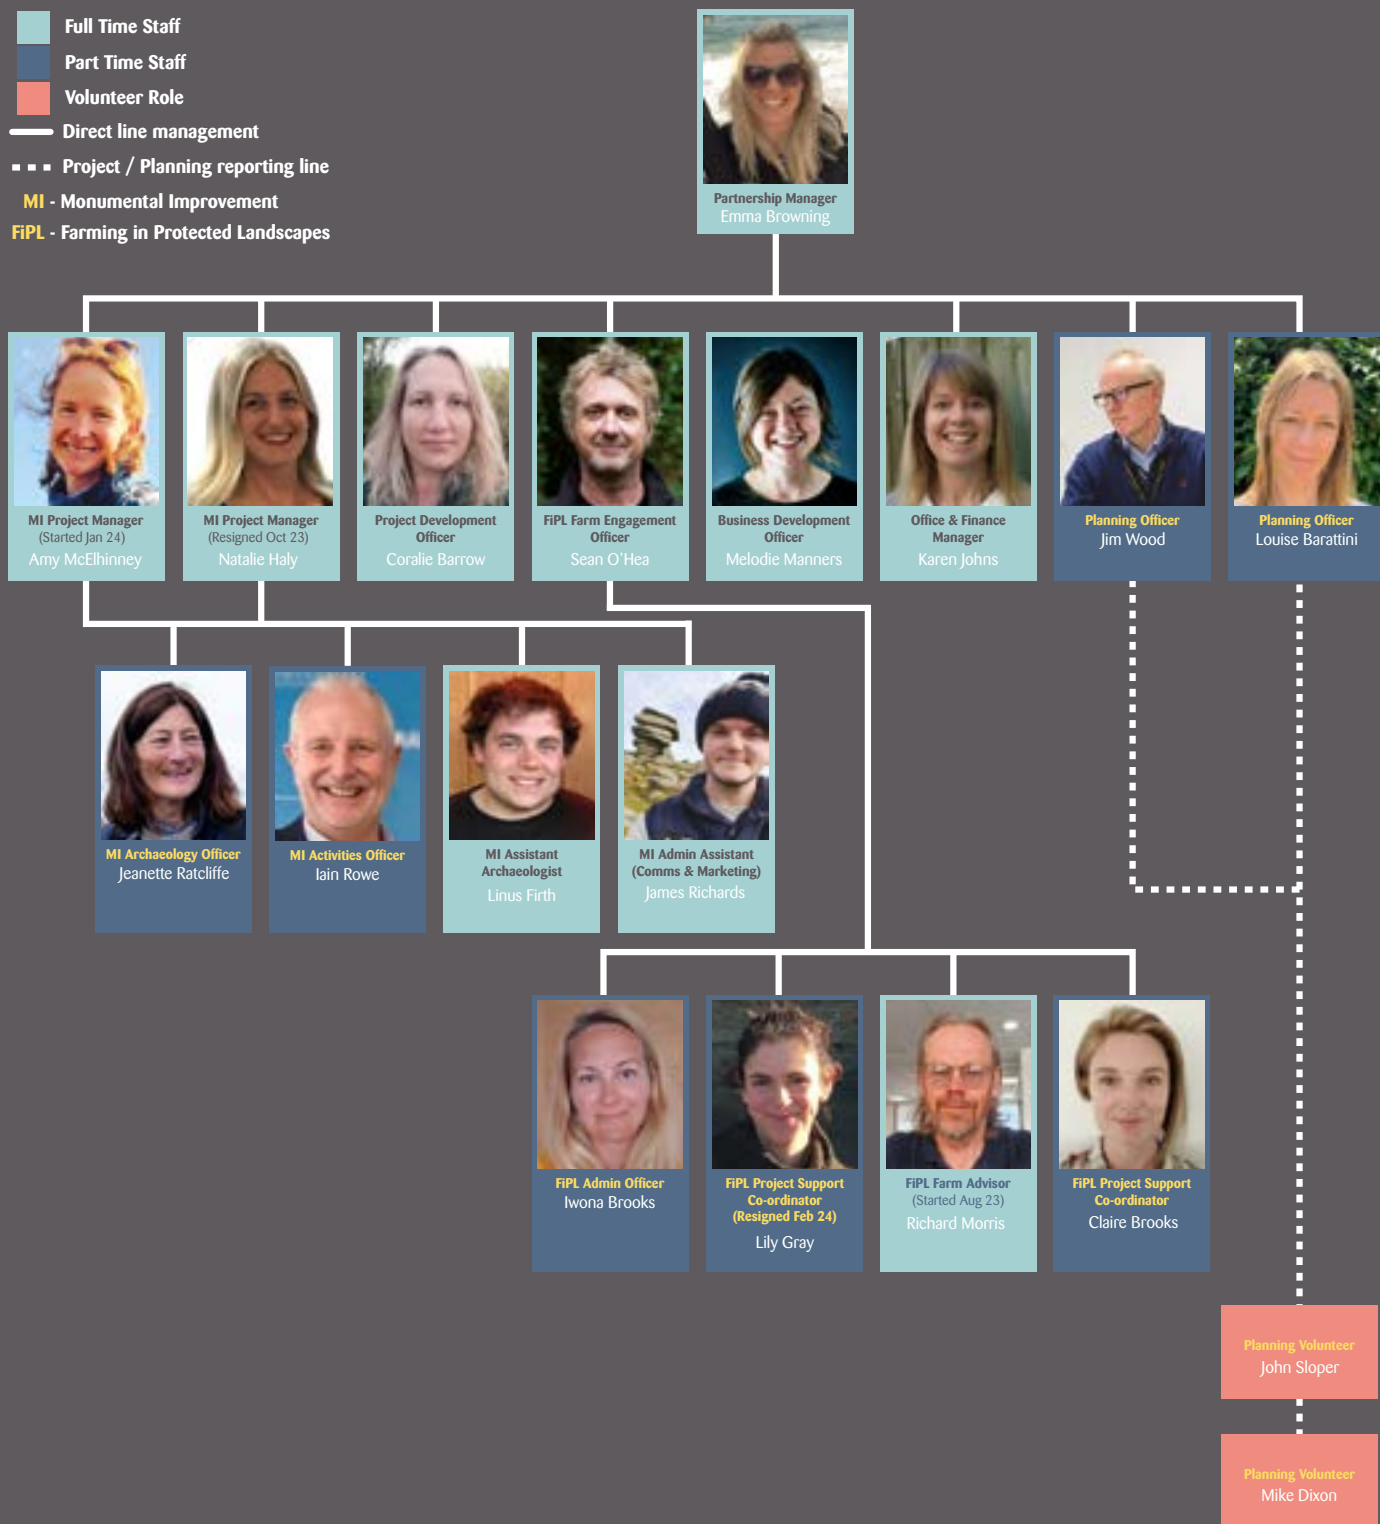 Full Time Staff
Part Time Staff
Volunteer Role
Direct line management
Project / Planning reporting line
MI - Monumental Improvement
FiPL - Farming in Protected Landscapes
Partnership Manager
Emma Browning
MI Project Manager
(Started Jan 24)
Amy McElhinney
MI Project Manager
(Resigned Oct 23)
Natalie Haly
Project Development
Officer
Coralie Barrow
FiPL Farm Engagement
Officer
Sean O'Hea
Business Development
Officer
Melodie Manners
Office & Finance
Manager
Karen Johns
Planning Officer
Jim Wood
Planning Officer
Louise Barattini
MI Archaeology Officer
Jeanette Ratcliffe
MI Activities Officer
Iain Rowe
MI Assistant
Archaeologist
Linus Firth
MI Admin Assistant
(Comms & Marketing)
James Richards
FiPL Admin Officer
Iwona Brooks
FiPL Project Support
Co-ordinator
(Resigned Feb 24)
Lily Gray
FiPL Farm Advisor
(Started Aug 23)
Richard Morris
FiPL Project Support
Co-ordinator
Claire Brooks
Planning Volunteer
John Sloper
Planning Volunteer
Mike Dixon